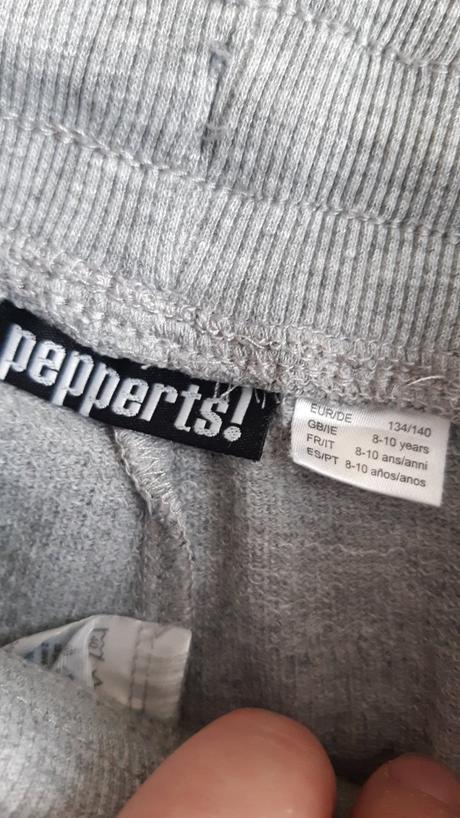 pepperts!
EUR/DE 134/140
GB/IE 8-10 years
FR/IT 8-10 ans/anni
ES/PT 8-10 años/anos